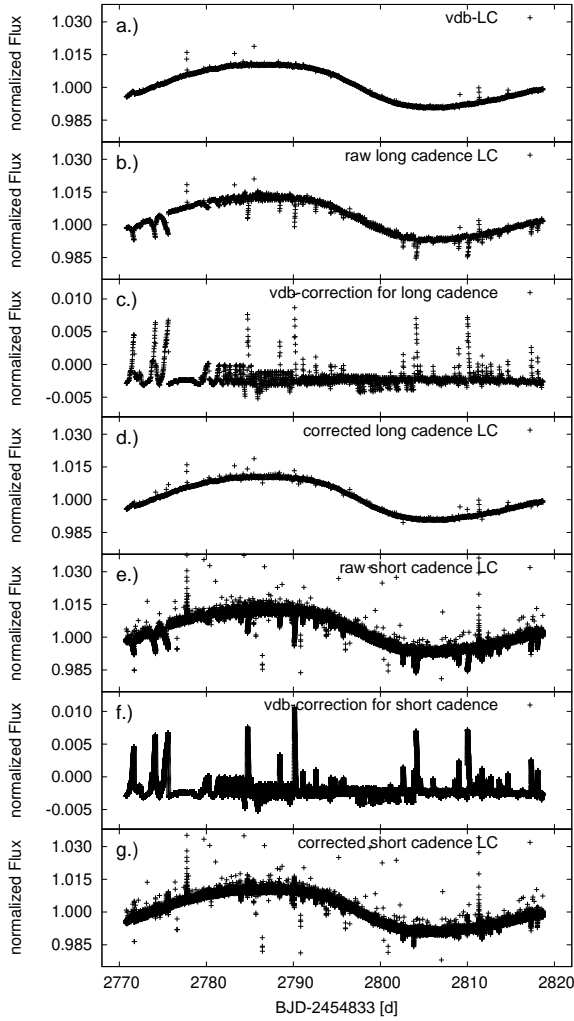 a.)
vdb-LC
normalized Flux
1.030
1.015
1.000
0.985
b.)
raw long cadence LC
normalized Flux
1.030
1.015
1.000
0.985
c.)
vdb-correction for long cadence
normalized Flux
0.010
0.005
0.000
-0.005
d.)
corrected long cadence LC
normalized Flux
1.030
1.015
1.000
0.985
e.)
raw short cadence LC
normalized Flux
1.030
1.015
1.000
0.985
f.)
vdb-correction for short cadence
normalized Flux
0.010
0.005
0.000
-0.005
g.)
corrected short cadence LC
normalized Flux
1.030
1.015
1.000
0.985
2770 2780 2790 2800 2810 2820
BJD-2454833 [d]